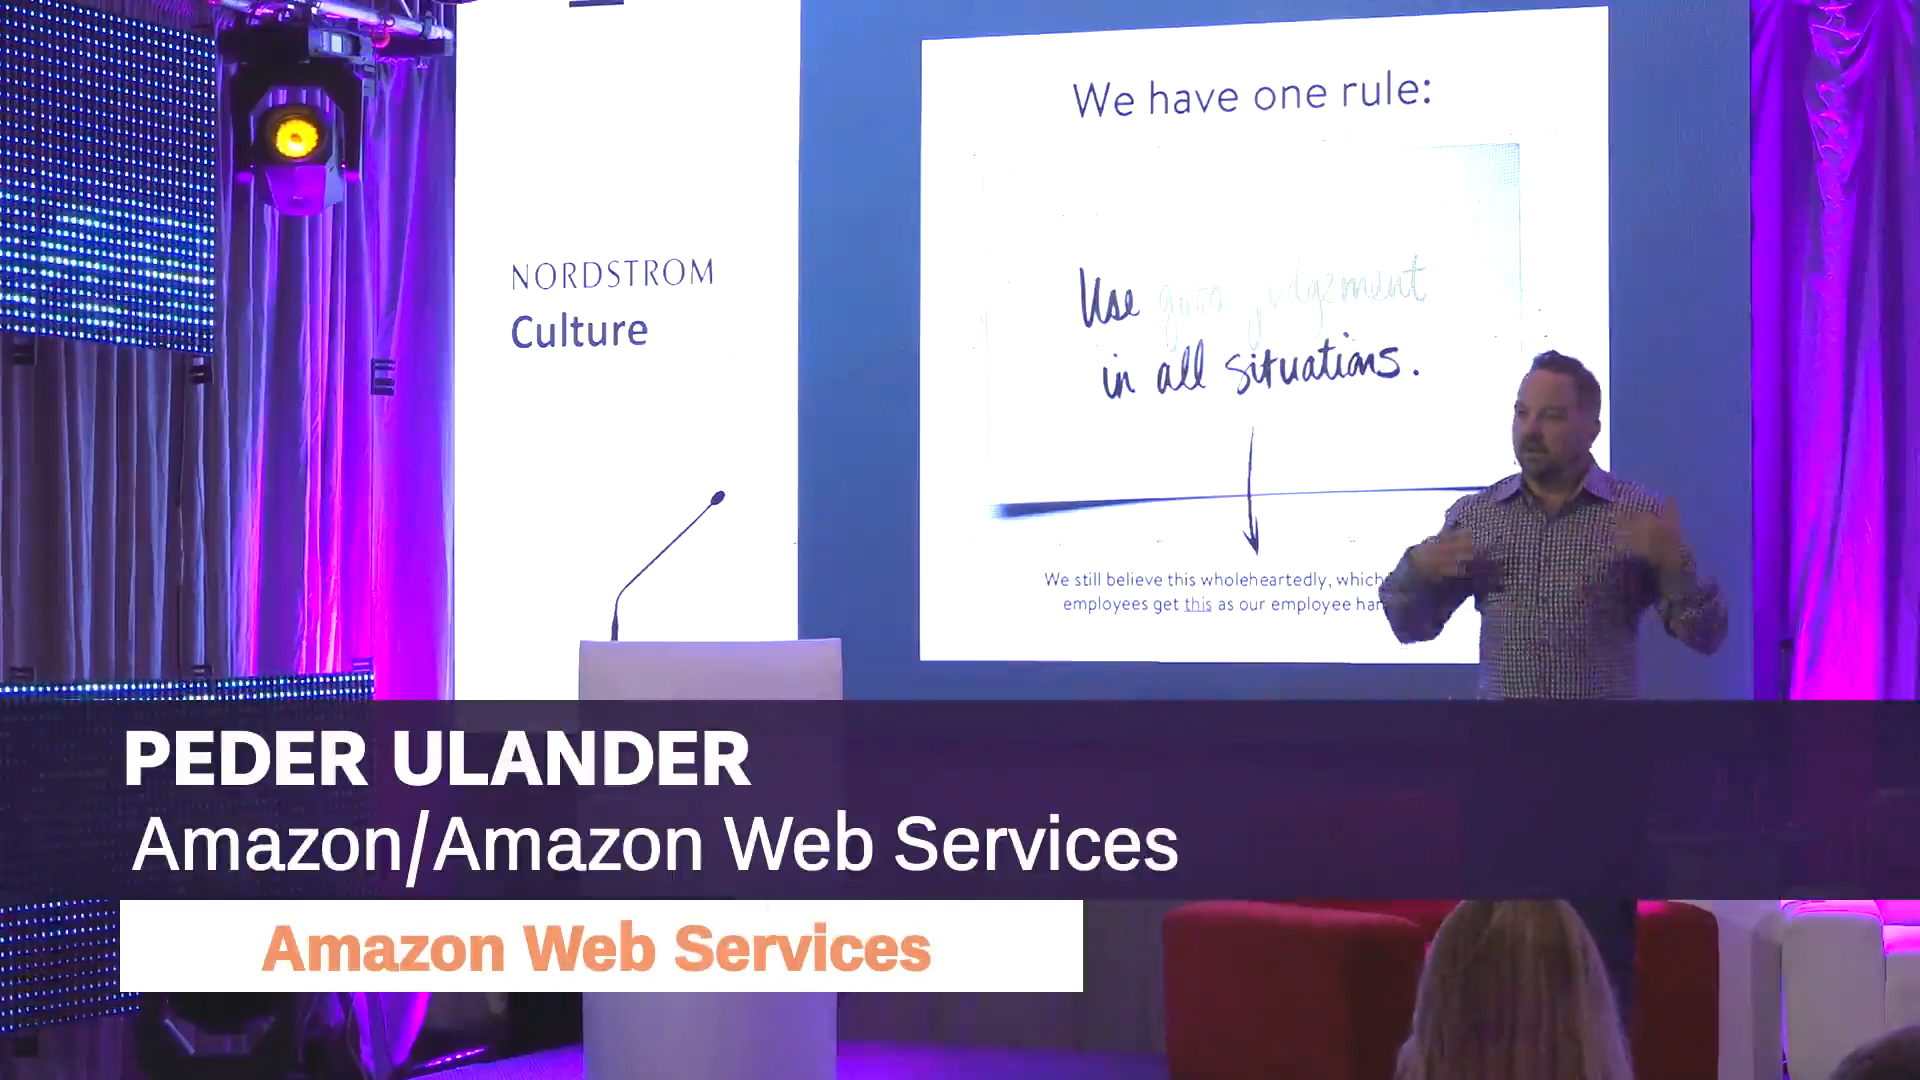 We have one rule:
NORDSTROM
Culture
Use good judgement
in all situations.
We still believe this wholeheartedly, which
employees get this as our employee han
PEDER ULANDER
Amazon/Amazon Web Services
Amazon Web Services